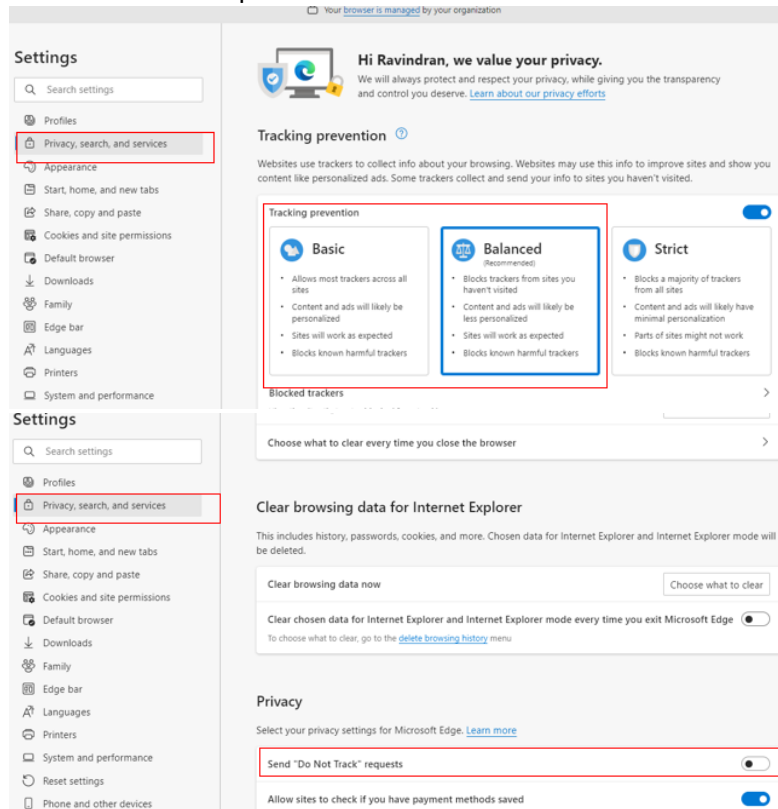 Your browser is managed by your organization
Settings
Search settings
Profiles
Privacy, search, and services
Appearance
Start, home, and new tabs
Share, copy and paste
Cookies and site permissions
Default browser
Downloads
Family
Edge bar
Languages
Printers
System and performance
Hi Ravindran, we value your privacy.
We will always protect and respect your privacy, while giving you the transparency
and control you deserve. Learn about our privacy efforts
Tracking prevention
Websites use trackers to collect info about your browsing. Websites may use this info to improve sites and show you
content like personalized ads. Some trackers collect and send your info to sites you haven't visited.
Tracking prevention
Basic
Allows most trackers across all
sites
Content and ads will likely be
personalized
Sites will work as expected
Blocks known harmful trackers
Balanced
(Recommended)
Blocks trackers from sites you
haven't visited
Content and ads will likely be
less personalized
Sites will work as expected
Blocks known harmful trackers
Strict
Blocks a majority of trackers
from all sites
Content and ads will likely have
minimal personalization
Parts of sites might not work
Blocks known harmful trackers
Blocked trackers
Settings
Search settings
Profiles
Privacy, search, and services
Appearance
Start, home, and new tabs
Share, copy and paste
Cookies and site permissions
Default browser
Downloads
Family
Edge bar
Languages
Printers
System and performance
Reset settings
Phone and other devices
Choose what to clear every time you close the browser
Clear browsing data for Internet Explorer
This includes history, passwords, cookies, and more. Chosen data for Internet Explorer and Internet Explorer mode will
be deleted.
Clear browsing data now
Choose what to clear
Clear chosen data for Internet Explorer and Internet Explorer mode every time you exit Microsoft Edge
To choose what to clear, go to the delete browsing history menu
Privacy
Select your privacy settings for Microsoft Edge. Learn more
Send "Do Not Track" requests
Allow sites to check if you have payment methods saved